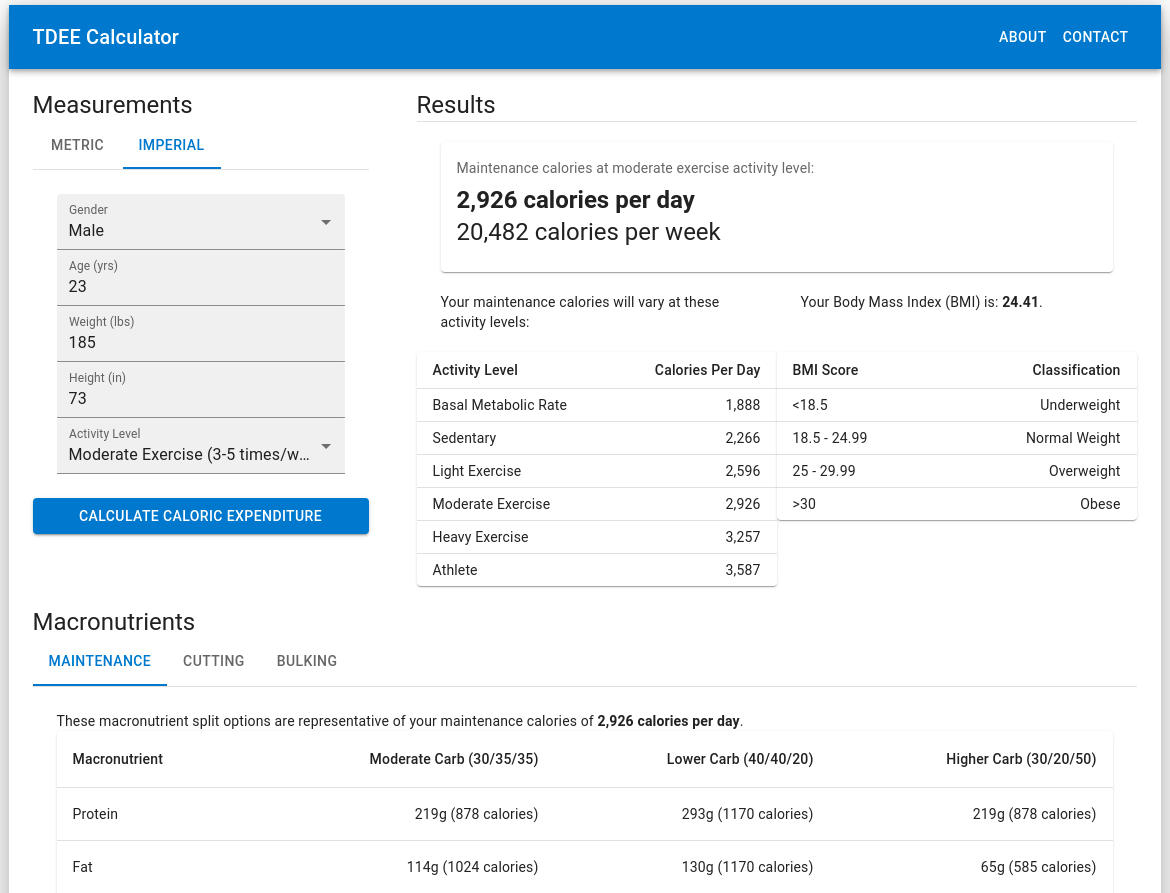 TDEE Calculator
ABOUT CONTACT
Measurements
METRIC IMPERIAL
Gender
Male
Age (yrs)
23
Weight (lbs)
185
Height (in)
73
Activity Level
Moderate Exercise (3-5 times/w...
CALCULATE CALORIC EXPENDITURE
Results
Maintenance calories at moderate exercise activity level:
2,926 calories per day
20,482 calories per week
Your maintenance calories will vary at these
activity levels:
Activity Level Calories Per Day
Basal Metabolic Rate 1,888
Sedentary 2,266
Light Exercise 2,596
Moderate Exercise 2,926
Heavy Exercise 3,257
Athlete 3,587
Your Body Mass Index (BMI) is: 24.41.
BMI Score Classification
<18.5 Underweight
18.5 - 24.99 Normal Weight
25 - 29.99 Overweight
>30 Obese
Macronutrients
MAINTENANCE CUTTING BULKING
These macronutrient split options are representative of your maintenance calories of 2,926 calories per day.
Macronutrient Moderate Carb (30/35/35) Lower Carb (40/40/20) Higher Carb (30/20/50)
Protein 219g (878 calories) 293g (1170 calories) 219g (878 calories)
Fat 114g (1024 calories) 130g (1170 calories) 65g (585 calories)